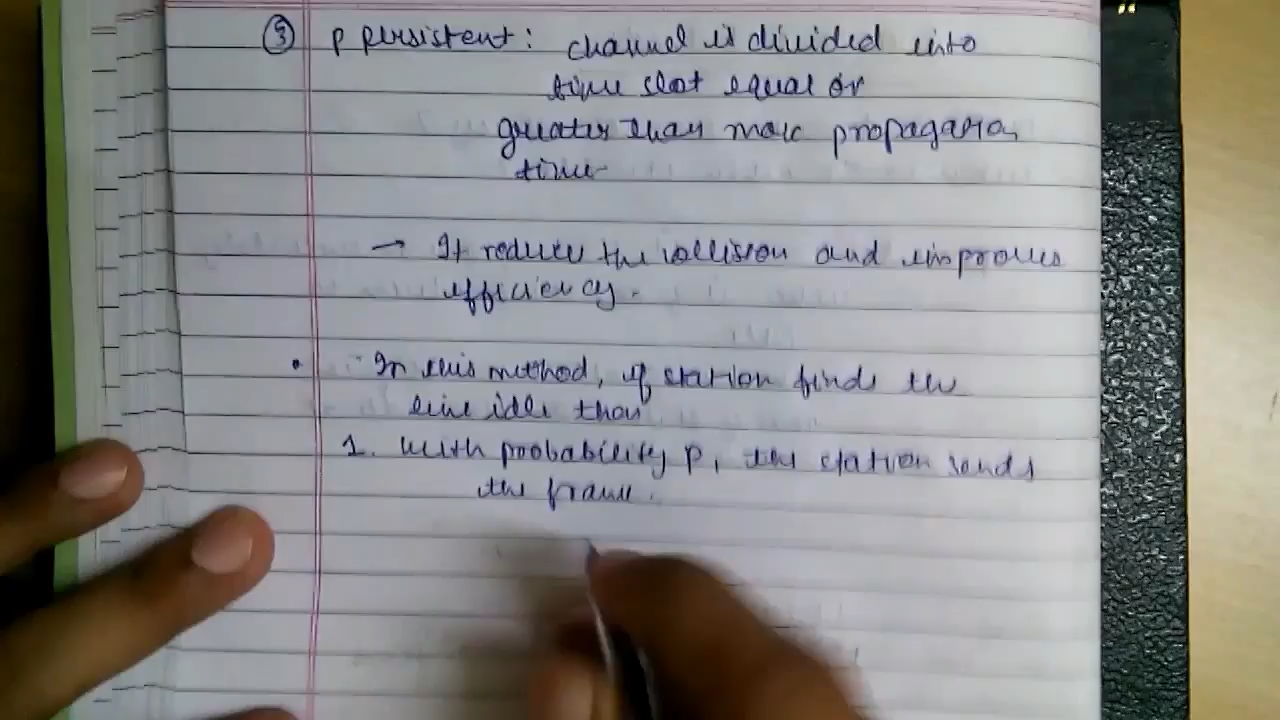 ③ p persistent: channel is divided into
time slot equal or
greater than max propagation
time
→ It reduces the collision and improves
efficiency.
• In this method, if station finds the
line idle than
1. With probability p, the station sends
the frame.